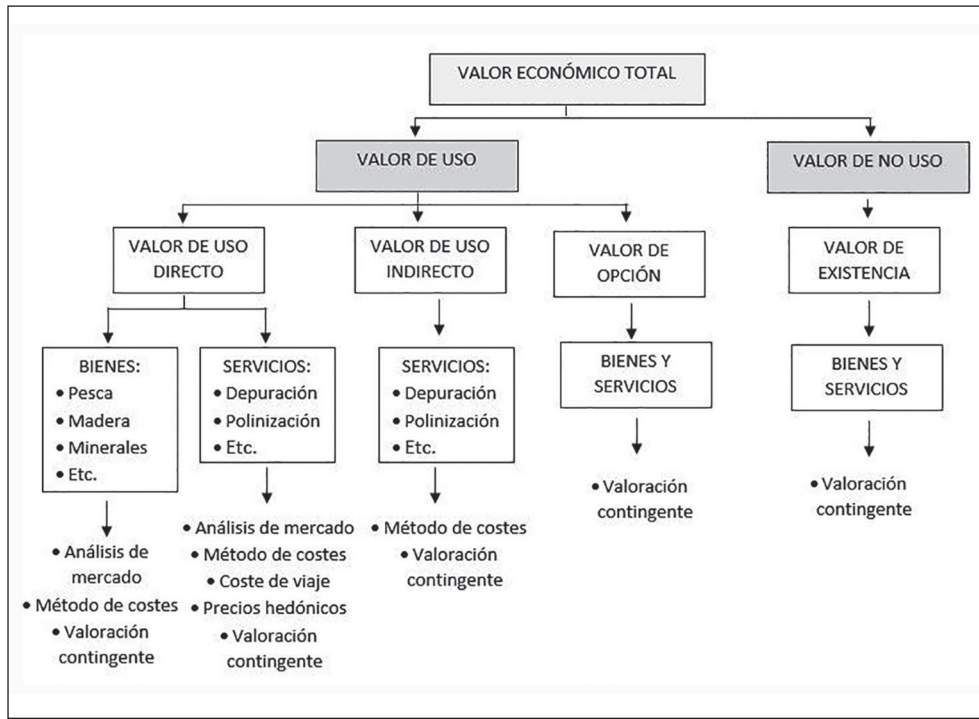 VALOR ECONÓMICO TOTAL
VALOR DE USO
VALOR DE NO USO
VALOR DE USO
DIRECTO
VALOR DE USO
INDIRECTO
VALOR DE
OPCIÓN
VALOR DE
EXISTENCIA
BIENES:
• Pesca
• Madera
• Minerales
• Etc.
SERVICIOS:
• Depuración
• Polinización
• Etc.
SERVICIOS:
• Depuración
• Polinización
• Etc.
BIENES Y
SERVICIOS
BIENES Y
SERVICIOS
• Análisis de
mercado
• Método de costes
• Valoración
contingente
• Análisis de mercado
• Método de costes
• Coste de viaje
• Precios hedónicos
• Valoración
contingente
• Método de costes
• Valoración
contingente
• Valoración
contingente
• Valoración
contingente